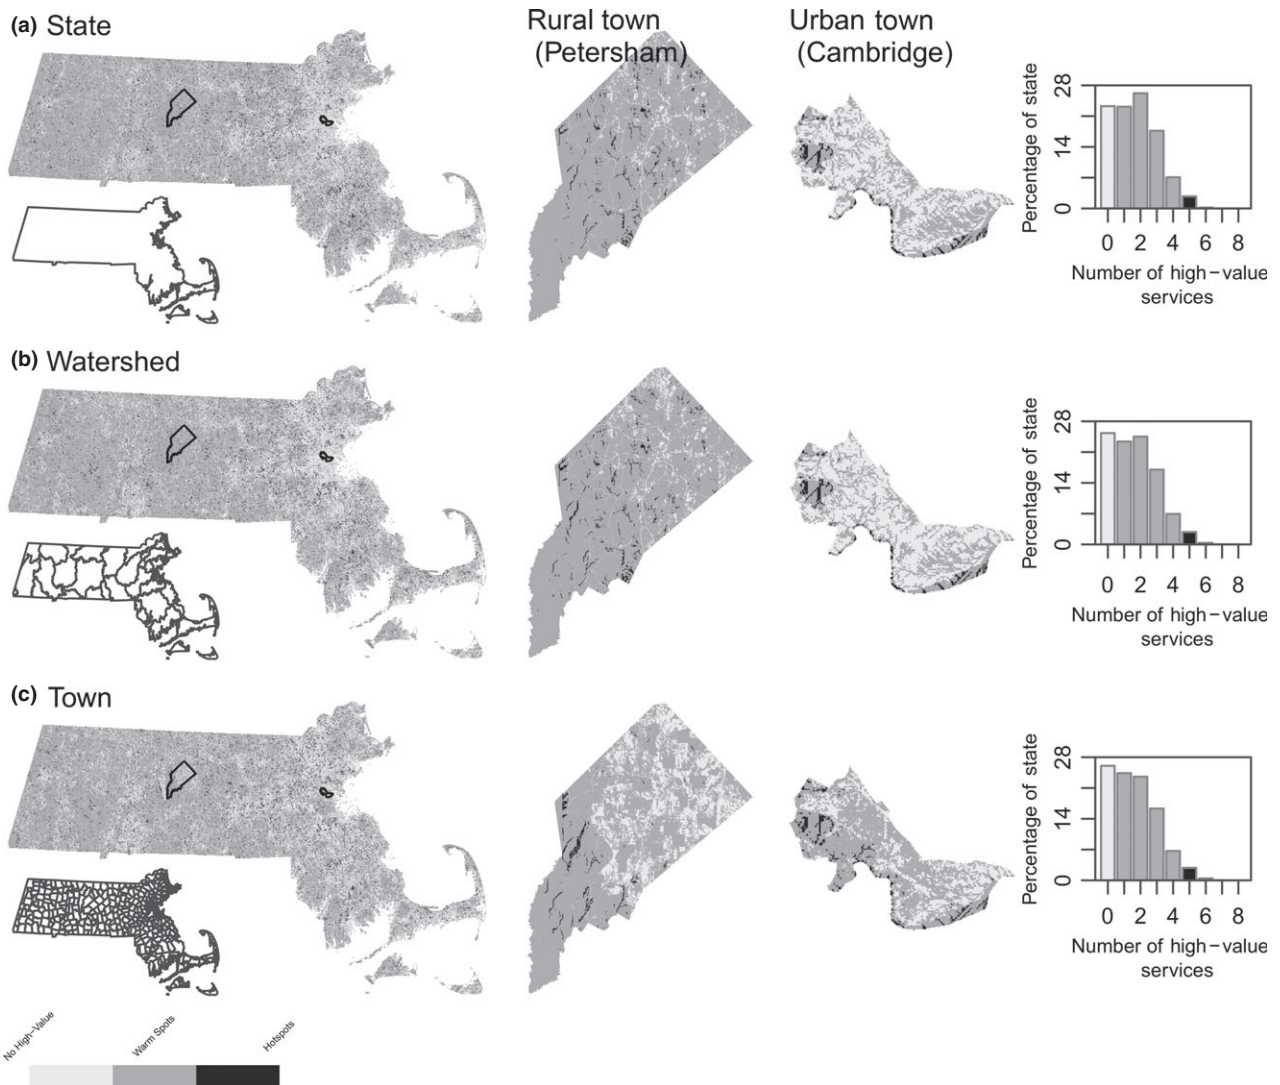 (a) State
Rural town
(Petersham)
Urban town
(Cambridge)
Percentage of state
28
14
0
0 2 4 6 8
Number of high-value
services
(b) Watershed
Percentage of state
28
14
0
0 2 4 6 8
Number of high-value
services
(c) Town
Percentage of state
28
14
0
0 2 4 6 8
Number of high-value
services
No High-Value
Warm Spots
Hotspots